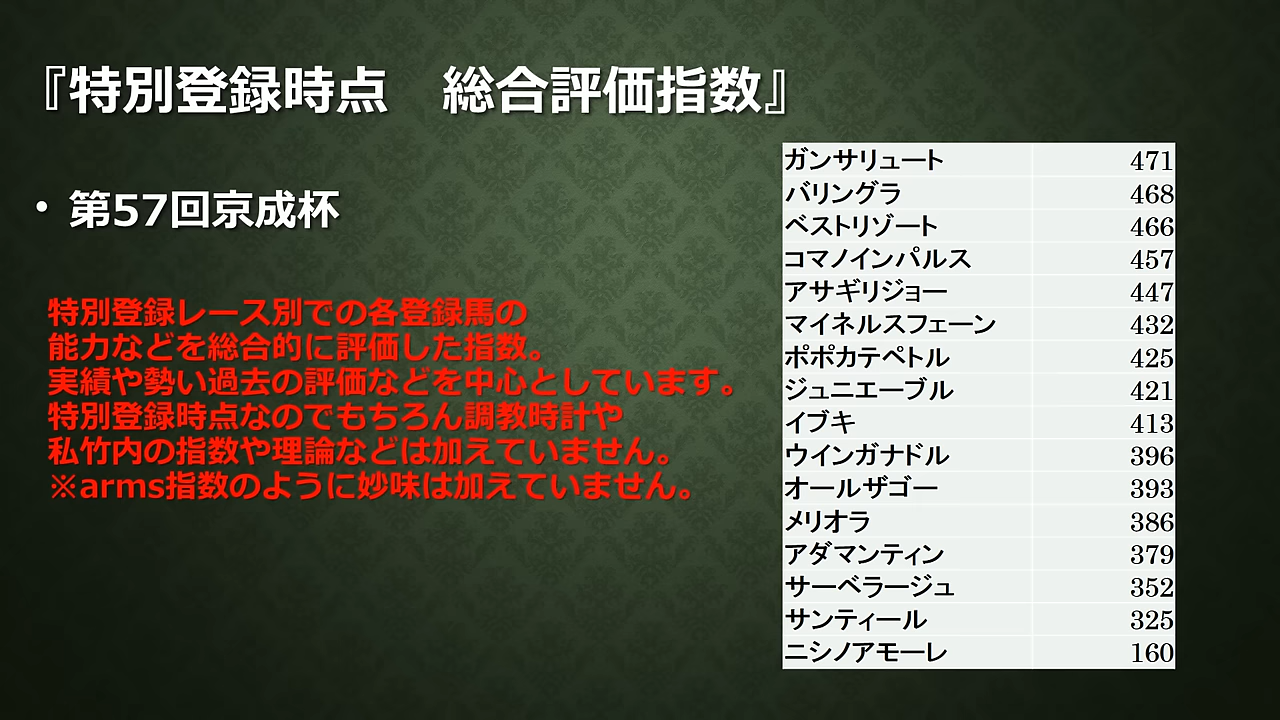 『特別登録時点　総合評価指数』
• 第57回京成杯
特別登録レース別での各登録馬の
能力などを総合的に評価した指数。
実績や勢い過去の評価などを中心としています。
特別登録時点なのでもちろん調教時計や
私竹内の指数や理論などは加えていません。
※arms指数のように妙味は加えていません。
ガンサリュート 471
バリングラ 468
ベストリゾート 466
コマノインパルス 457
アサギリジョー 447
マイネルスフェーン 432
ポポカテペトル 425
ジュニエーブル 421
イブキ 413
ウインガナドル 396
オールザゴー 393
メリオラ 386
アダマンティン 379
サーベラージュ 352
サンティール 325
ニシノアモーレ 160